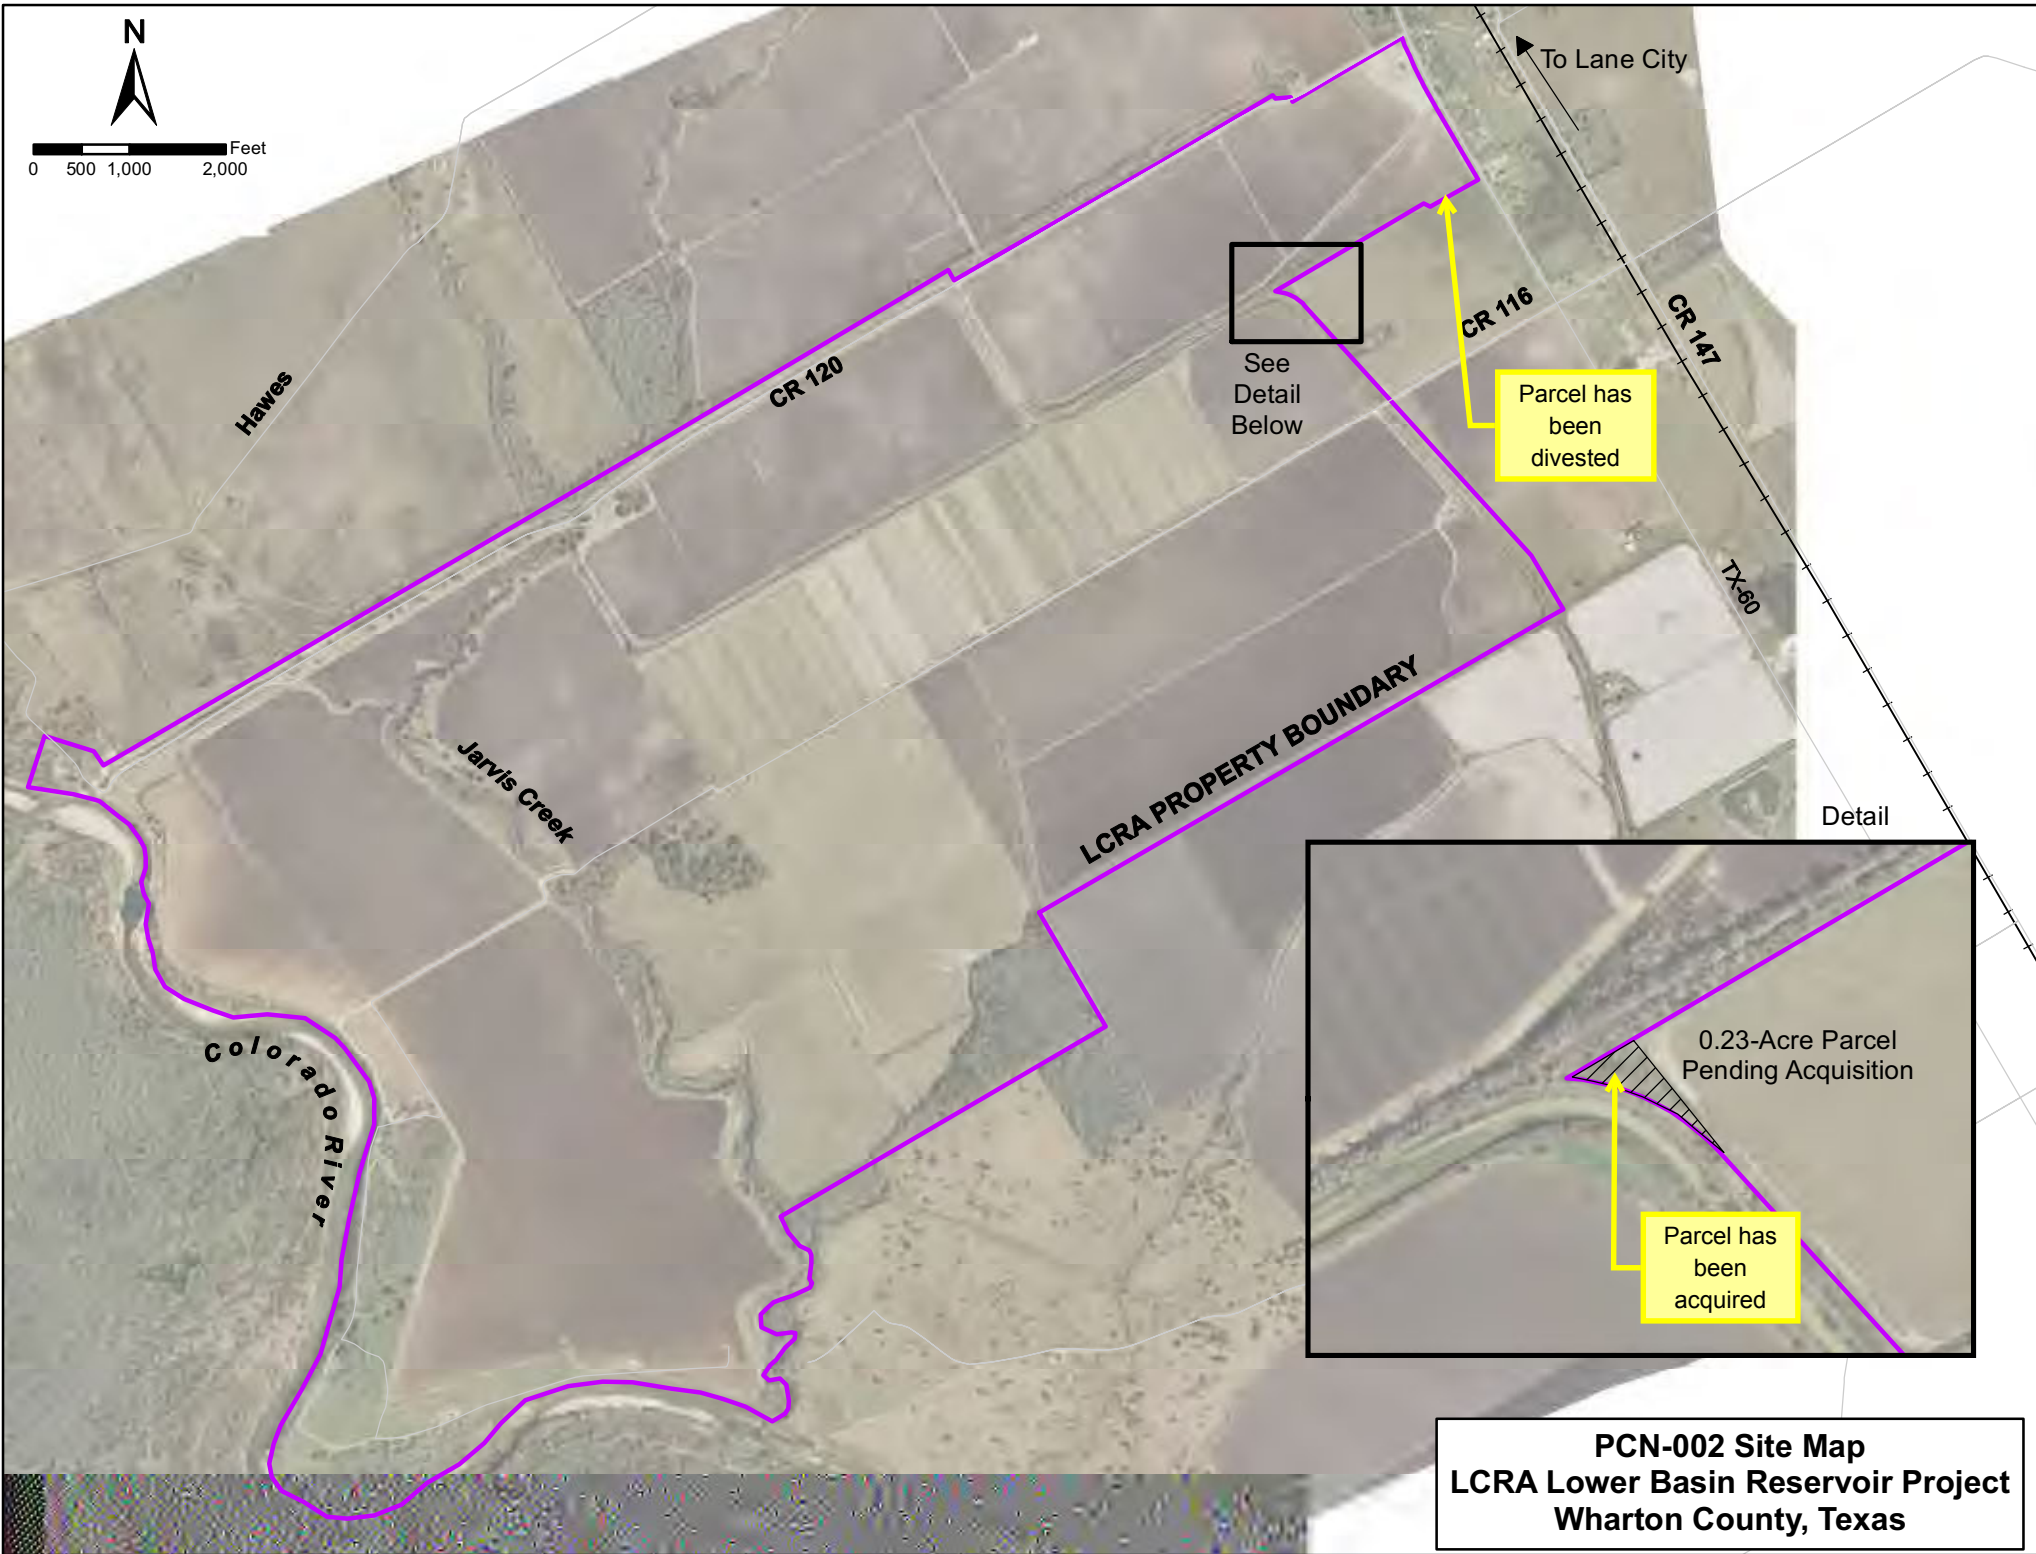 N
Feet
0 500 1,000 2,000
To Lane City
CR 116
CR 147
See
Detail
Below
Parcel has
been
divested
CR 120
Hawes
TX-60
LCRA PROPERTY BOUNDARY
Jarvis Creek
Colorado River
Detail
0.23-Acre Parcel
Pending Acquisition
Parcel has
been
acquired
PCN-002 Site Map
LCRA Lower Basin Reservoir Project
Wharton County, Texas